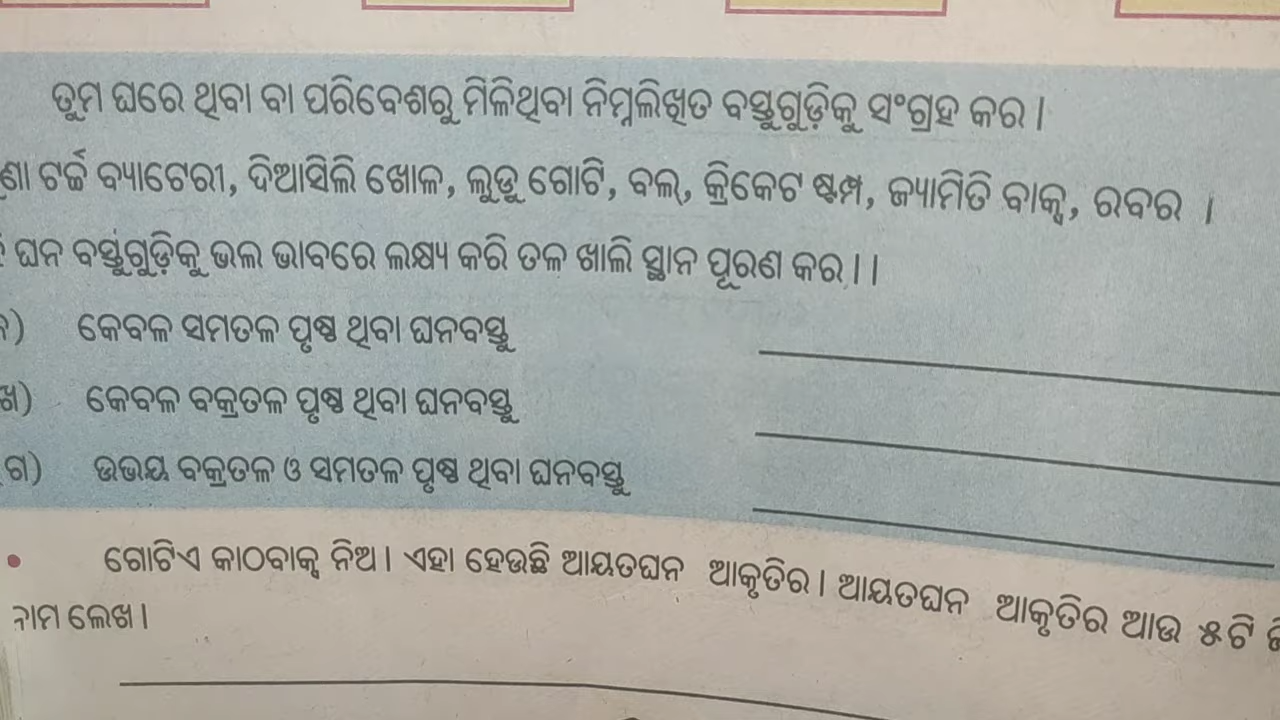 ତୁମ ଘରେ ଥିବା ବା ପରିବେଶରୁ ମିଳିଥିବା ନିମ୍ନଲିଖିତ ବସ୍ତୁଗୁଡ଼ିକୁ ସଂଗ୍ରହ କର ।
ଟର୍ଚ୍ଚ ବ୍ୟାଟେରୀ, ଦିଆସିଲି ଖୋଳ, ଲୁଡୁ ଗୋଟି, ବଲ୍, କ୍ରିକେଟ ଷ୍ଟମ୍ପ, ଜ୍ୟାମିତି ବାକ୍ସ, ରବର ।
ଘନ ବସ୍ତୁଗୁଡ଼ିକୁ ଭଲ ଭାବରେ ଲକ୍ଷ୍ୟ କରି ତଳ ଖାଲି ସ୍ଥାନ ପୂରଣ କର ।।
କେବଳ ସମତଳ ପୃଷ୍ଠ ଥିବା ଘନବସ୍ତୁ
ଖ) କେବଳ ବକ୍ରତଳ ପୃଷ୍ଠ ଥିବା ଘନବସ୍ତୁ
ଗ) ଉଭୟ ବକ୍ରତଳ ଓ ସମତଳ ପୃଷ୍ଠ ଥିବା ଘନବସ୍ତୁ
• ଗୋଟିଏ କାଠବାକ୍ସ ନିଅ । ଏହା ହେଉଛି ଆୟତଘନ ଆକୃତିର । ଆୟତଘନ ଆକୃତିର ଆଉ ୫ଟି
ନାମ ଲେଖ ।